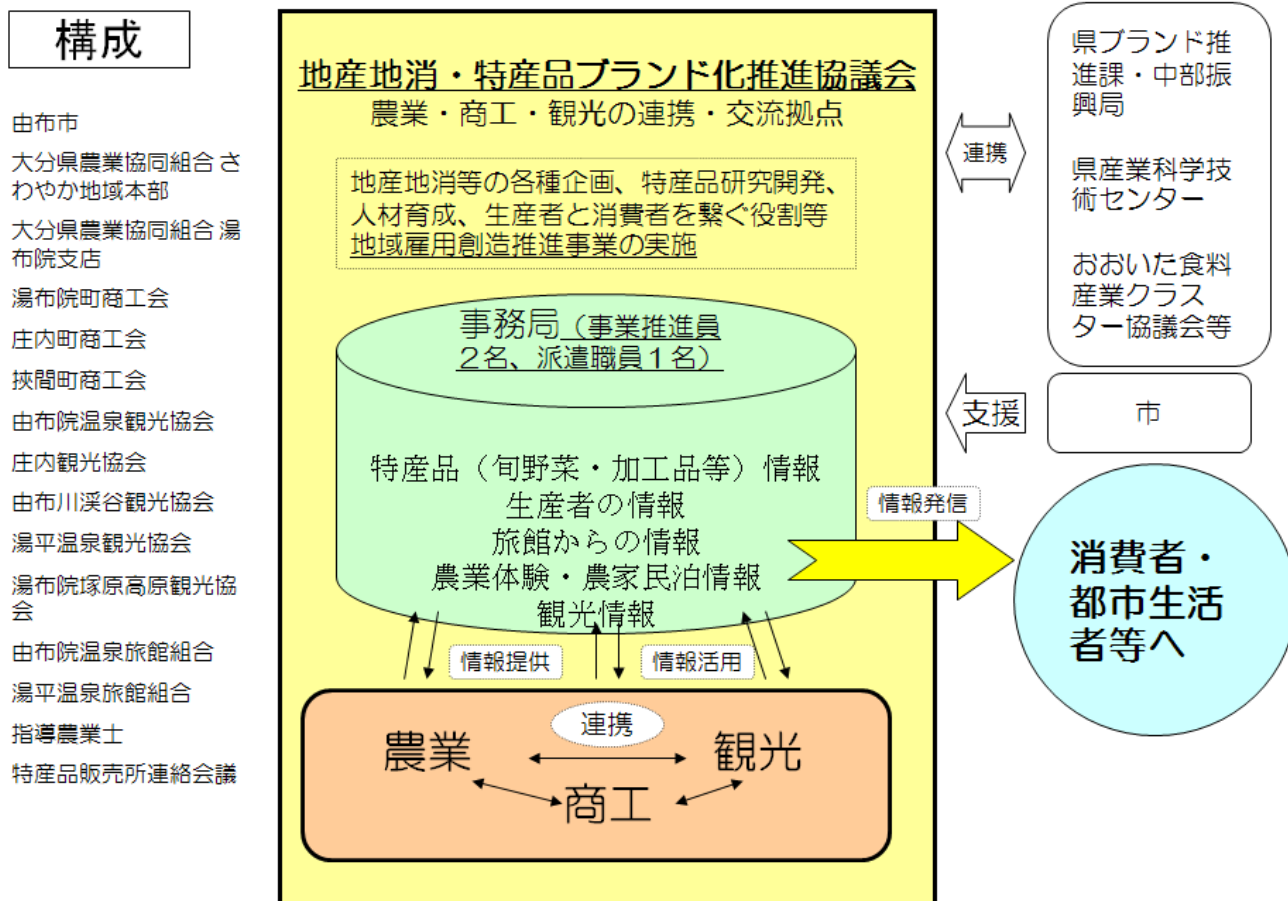 構成
由布市
大分県農業協同組合 さ
わやか地域本部
大分県農業協同組合 湯
布院支店
湯布院町商工会
庄内町商工会
挾間町商工会
由布院温泉観光協会
庄内観光協会
由布川渓谷観光協会
湯平温泉観光協会
湯布院塚原高原観光協
会
由布院温泉旅館組合
湯平温泉旅館組合
指導農業士
特産品販売所連絡会議
地産地消・特産品ブランド化推進協議会
農業・商工・観光の連携・交流拠点
地産地消等の各種企画、特産品研究開発、
人材育成、生産者と消費者を繋ぐ役割等
地域雇用創造推進事業の実施
事務局（事業推進員
２名、派遣職員１名）
特産品（旬野菜・加工品等）情報
生産者の情報
旅館からの情報
農業体験・農家民泊情報
観光情報
情報提供
情報活用
連携
農業
観光
商工
連携
県ブランド推
進課・中部振
興局
県産業科学技
術センター
おおいた食料
産業クラス
ター協議会等
支援
市
情報発信
消費者・
都市生活
者等へ